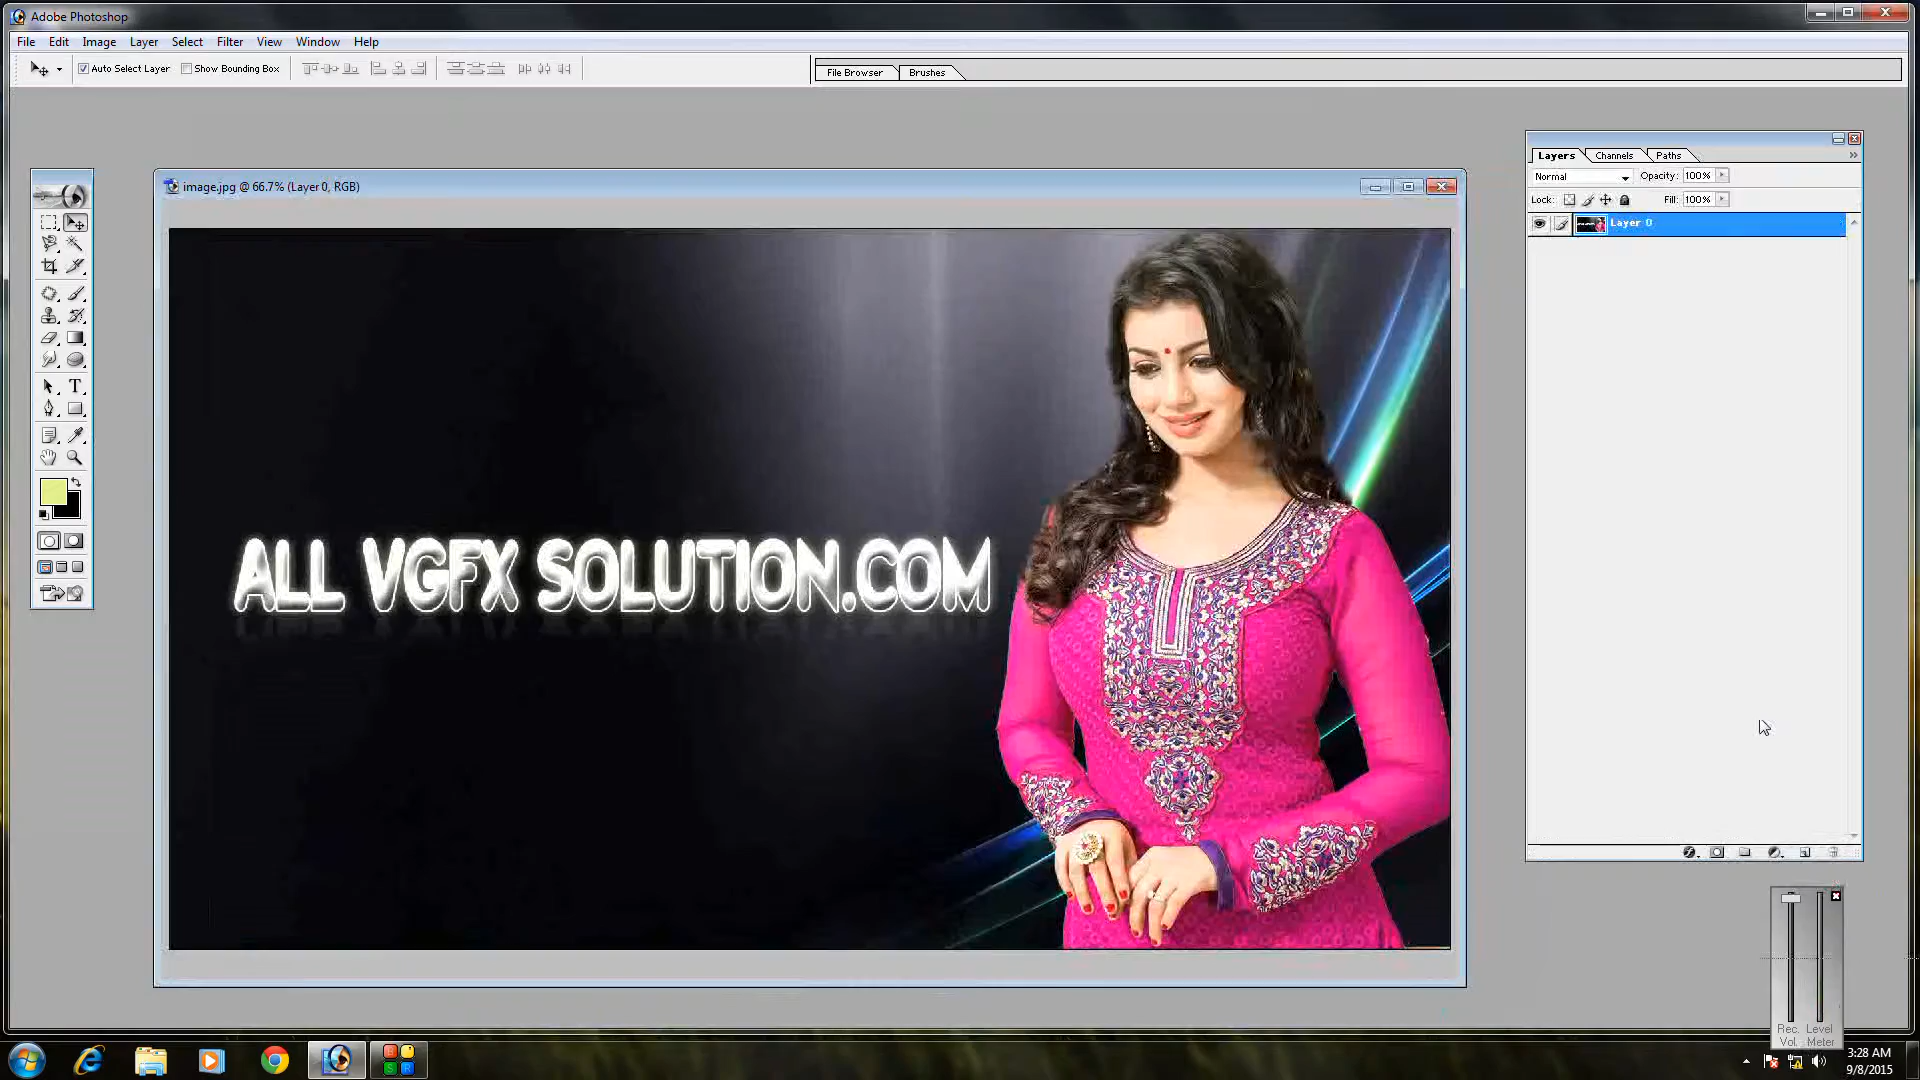 Adobe Photoshop
File Edit Image Layer Select Filter View Window Help
Auto Select Layer Show Bounding Box
File Browser Brushes
image.jpg @ 66.7% (Layer 0, RGB)
ALL VGFX SOLUTION.COM
Layers Channels Paths
Normal Opacity: 100%
Lock: Fill: 100%
Layer 0
Rec. Level
Vol. Meter
3:28 AM
9/8/2015